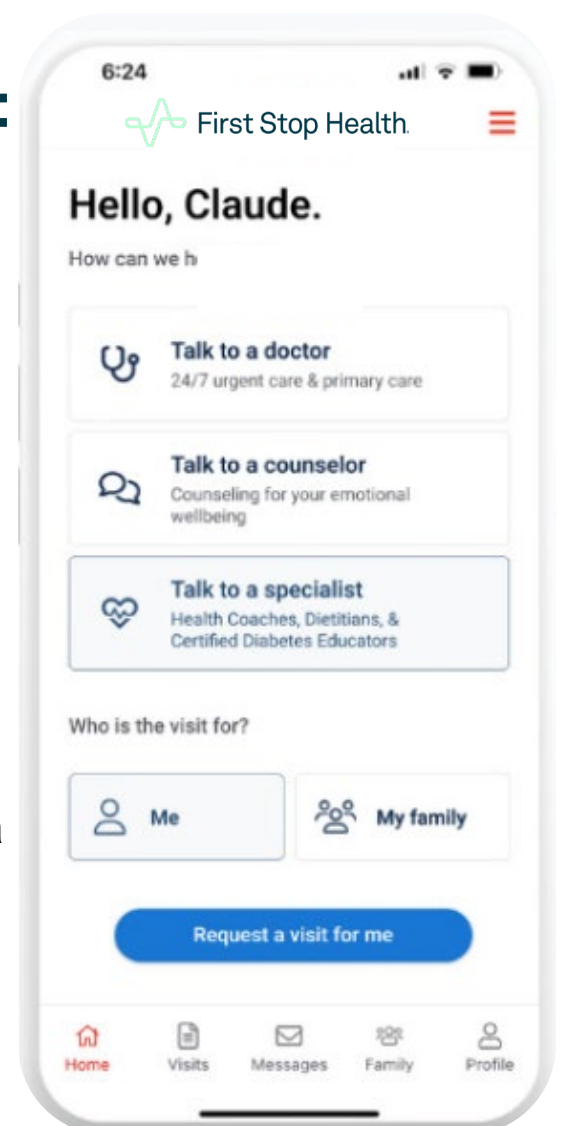 6:24
First Stop Health.
Hello, Claude.
How can we h
Talk to a doctor
24/7 urgent care & primary care
Talk to a counselor
Counseling for your emotional
wellbeing
Talk to a specialist
Health Coaches, Dietitians, &
Certified Diabetes Educators
Who is the visit for?
Me
My family
Request a visit for me
Home
Visits
Messages
Family
Profile